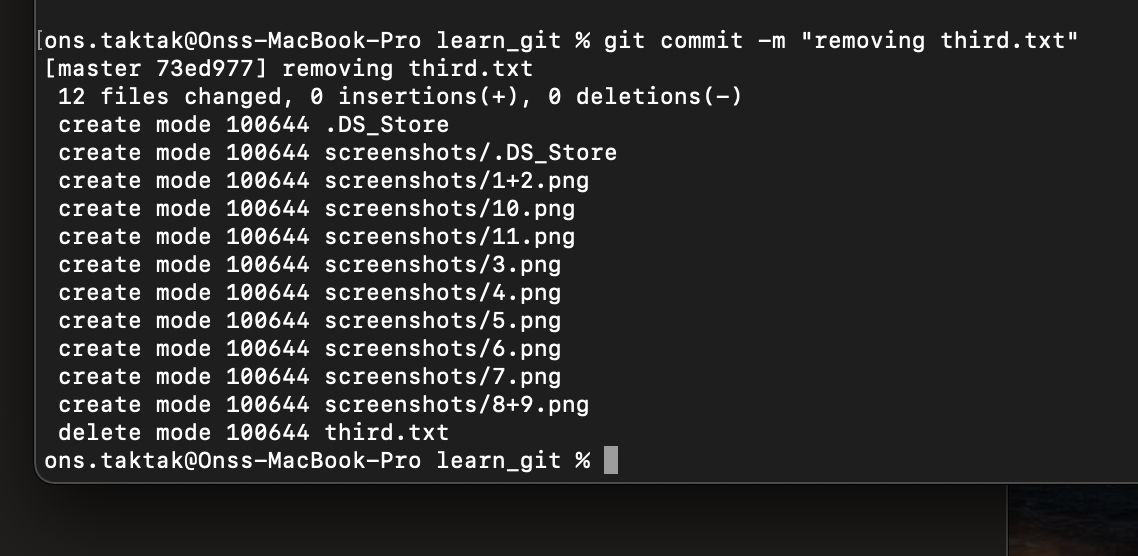 [ons.taktak@Onss-MacBook-Pro learn_git % git commit -m "removing third.txt"
[master 73ed977] removing third.txt
 12 files changed, 0 insertions(+), 0 deletions(-)
 create mode 100644 .DS_Store
 create mode 100644 screenshots/.DS_Store
 create mode 100644 screenshots/1+2.png
 create mode 100644 screenshots/10.png
 create mode 100644 screenshots/11.png
 create mode 100644 screenshots/3.png
 create mode 100644 screenshots/4.png
 create mode 100644 screenshots/5.png
 create mode 100644 screenshots/6.png
 create mode 100644 screenshots/7.png
 create mode 100644 screenshots/8+9.png
 delete mode 100644 third.txt
ons.taktak@Onss-MacBook-Pro learn_git %